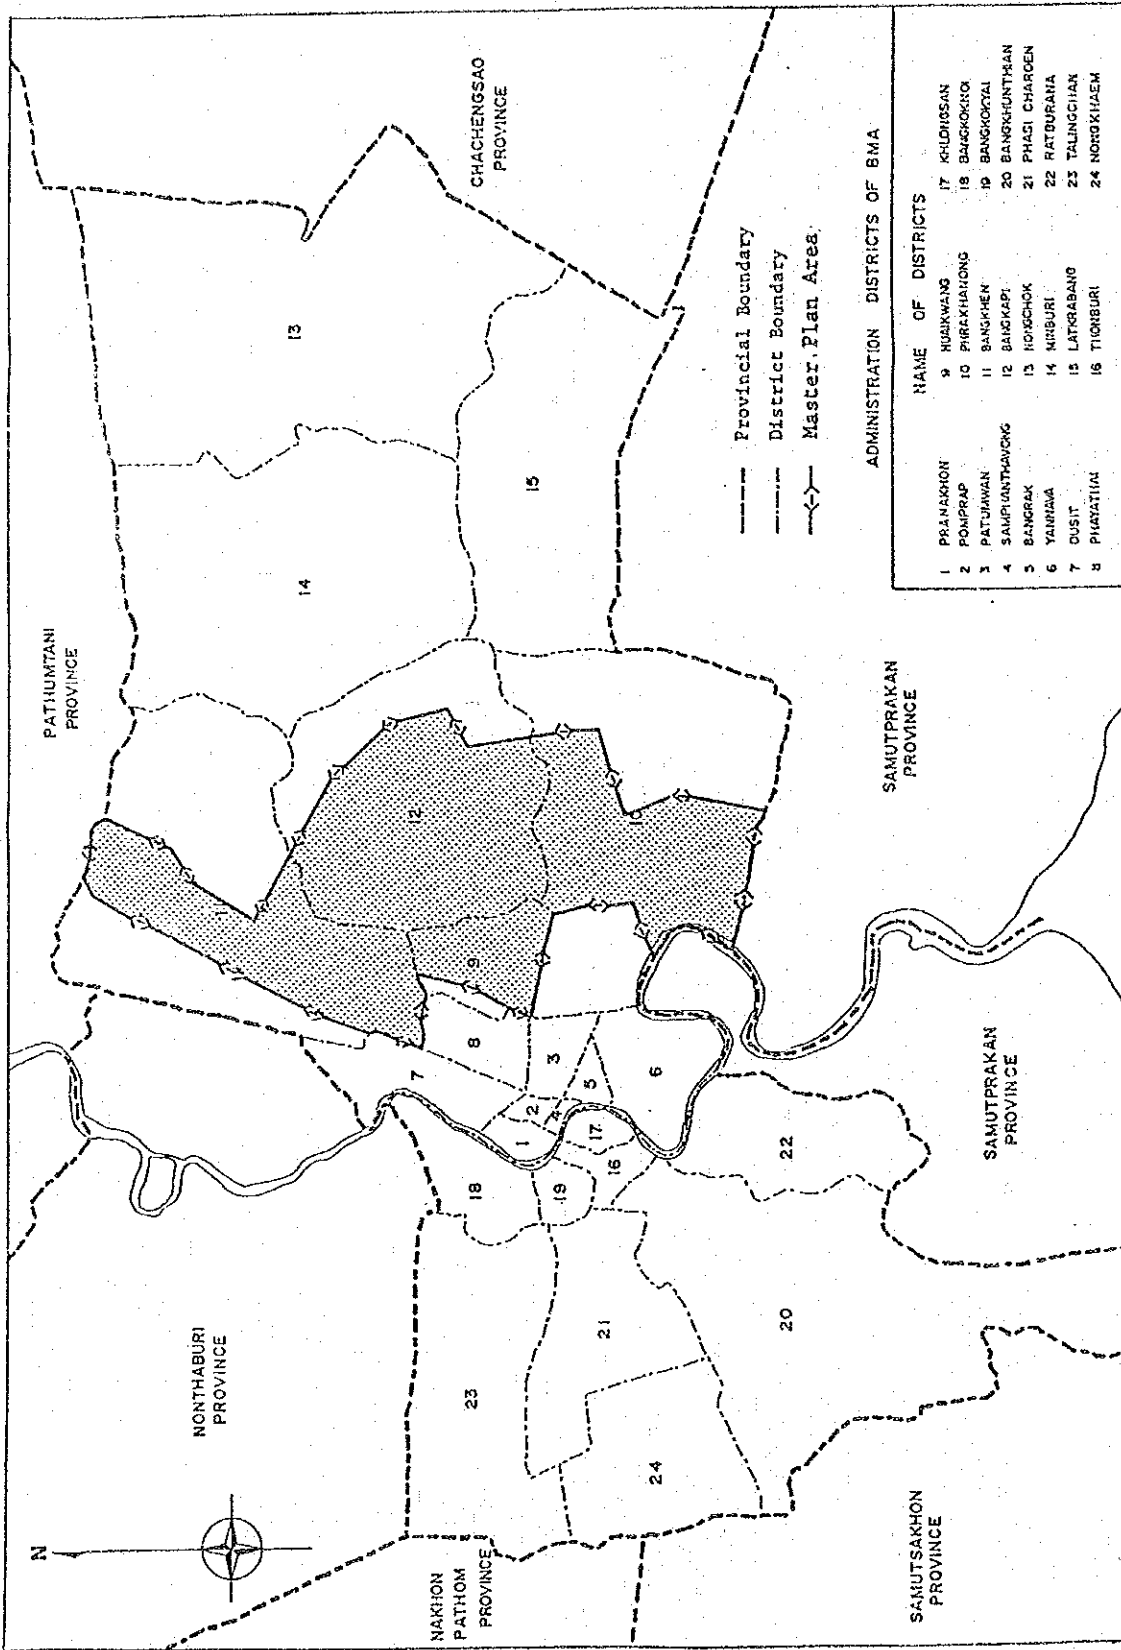 N
PATHUMTANI
PROVINCE
NONTHABURI
PROVINCE
CHACHENGSAO
PROVINCE
NAKHON
PATHOM
PROVINCE
SAMUTSAKHON
PROVINCE
SAMUTPRAKAN
PROVINCE
SAMUTPRAKAN
PROVINCE
1
2
3
4
5
6
7
8
9
10
11
12
13
14
15
16
17
18
19
20
21
22
23
24
Provincial Boundary
District Boundary
Master Plan Area
ADMINISTRATION DISTRICTS OF BMA
NAME OF DISTRICTS
1 PRANAKHON 9 HUAIKWANG 17 KHLONGSAN
2 POMPRAP 10 PHRAKHANONG 18 BANGKOKNOI
3 PATUMWAN 11 BANGKHEN 19 BANGKOKYAI
4 SAMPHANTHAVONG 12 BANGKAPI 20 BANGKHUNTHIAN
5 BANGRAK 13 NONGCHOK 21 PHASI CHAROEN
6 YANNAVA 14 MINBURI 22 RATBURANA
7 DUSIT 15 LATKRABANG 23 TALINGCHAN
8 PHAYATHAI 16 THONBURI 24 NONGKHAEM